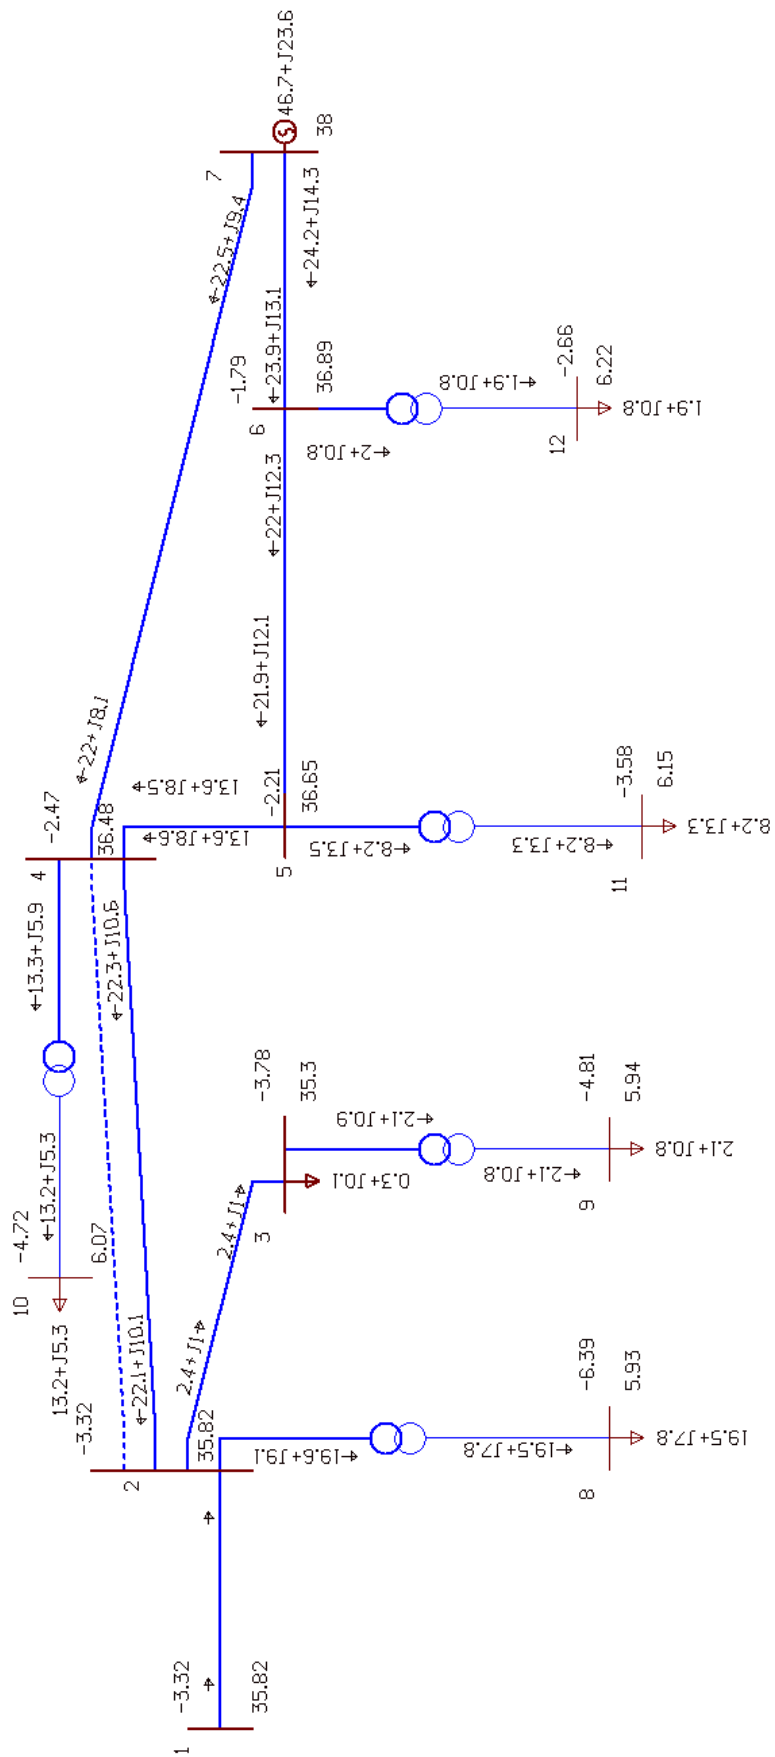 46.7+J23.6
38
7
←22.5+J9.4
←24.2+J14.3
←23.9+J13.1
-1.79
36.89
6
←2+J0.8
←1.9+J0.8
-2.66
6.22
12
1.9+J0.8
←22+J12.3
←21.9+J12.1
←22+J8.1
-2.47
36.48
4
13.6+J8.5→
13.6+J8.6→
-2.21
36.65
5
←8.2+J3.5
←8.2+J3.3
-3.58
6.15
11
8.2+J3.3
←13.3+J5.9
←13.2+J5.3
-4.72
6.07
10
13.2+J5.3
←22.3+J10.6
←22.1+J10.1
-3.78
35.3
3
0.3+J0.1
←2.1+J0.9
←2.1+J0.8
-4.81
5.94
9
2.1+J0.8
2.4+J1→
2.4+J1→
-3.32
35.82
2
←19.6+J9.1
←19.5+J7.8
-6.39
5.93
8
19.5+J7.8
-3.32
35.82
1